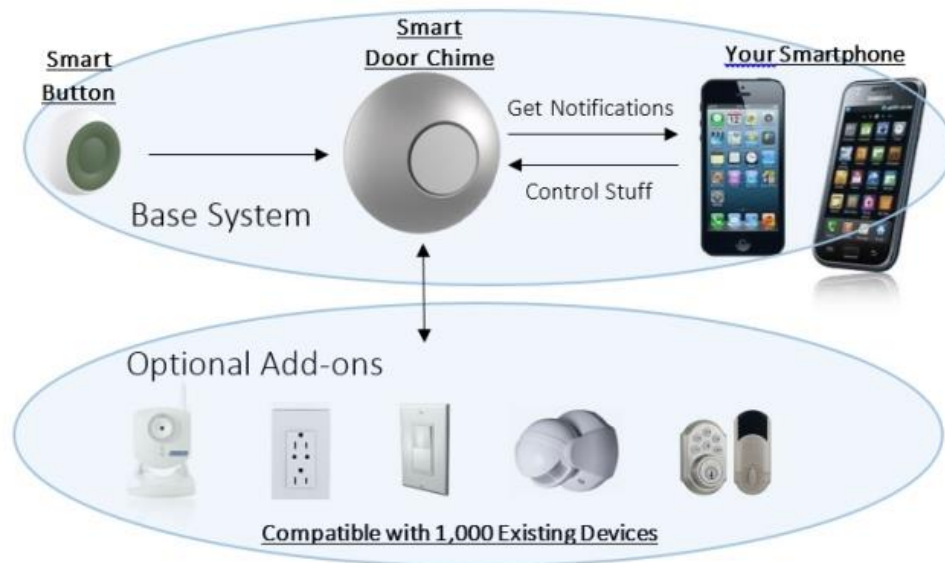 Smart
Button
Smart
Door Chime
Your Smartphone
Get Notifications
Control Stuff
Base System
Optional Add-ons
Compatible with 1,000 Existing Devices